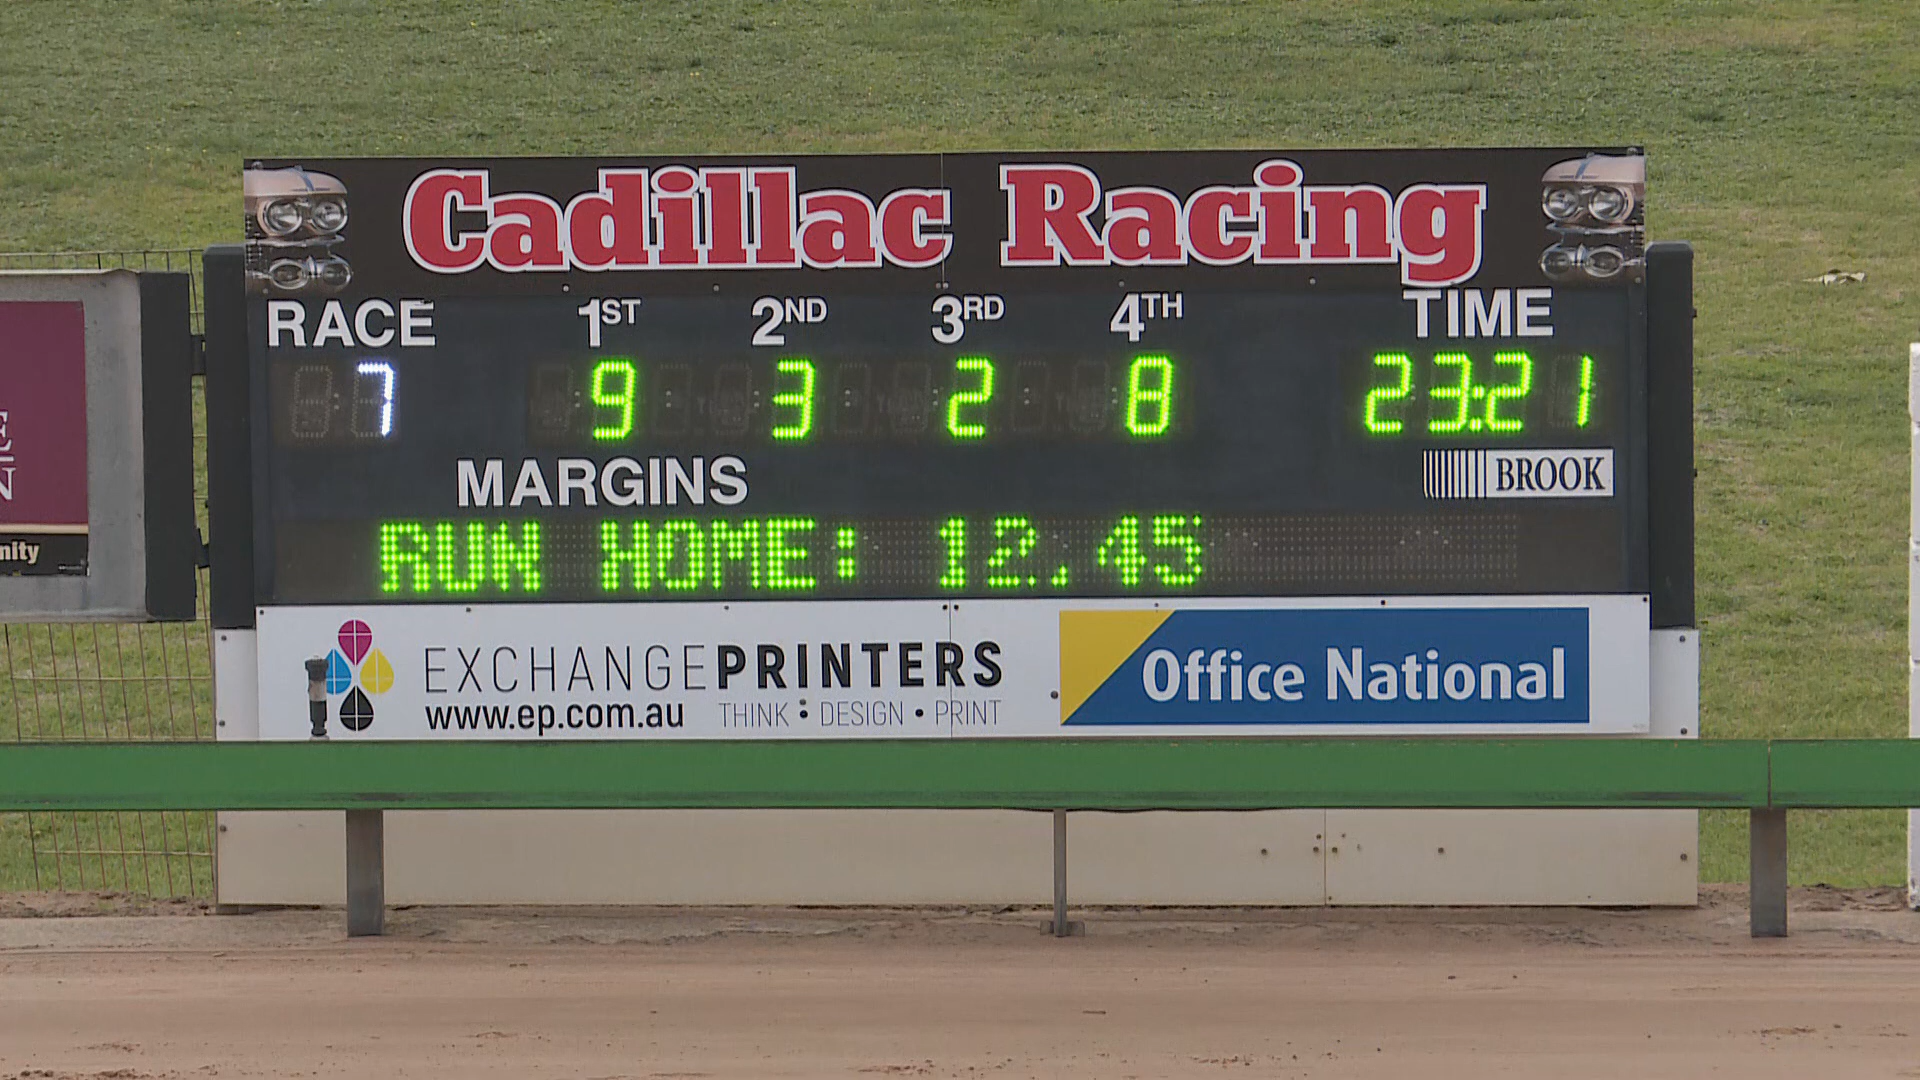 Cadillac Racing
RACE 1ST 2ND 3RD 4TH TIME
7 9 3 2 8 23:21
MARGINS
BROOK
RUN HOME: 12.45
E
N
nity
EXCHANGEPRINTERS
www.ep.com.au THINK • DESIGN • PRINT
Office National